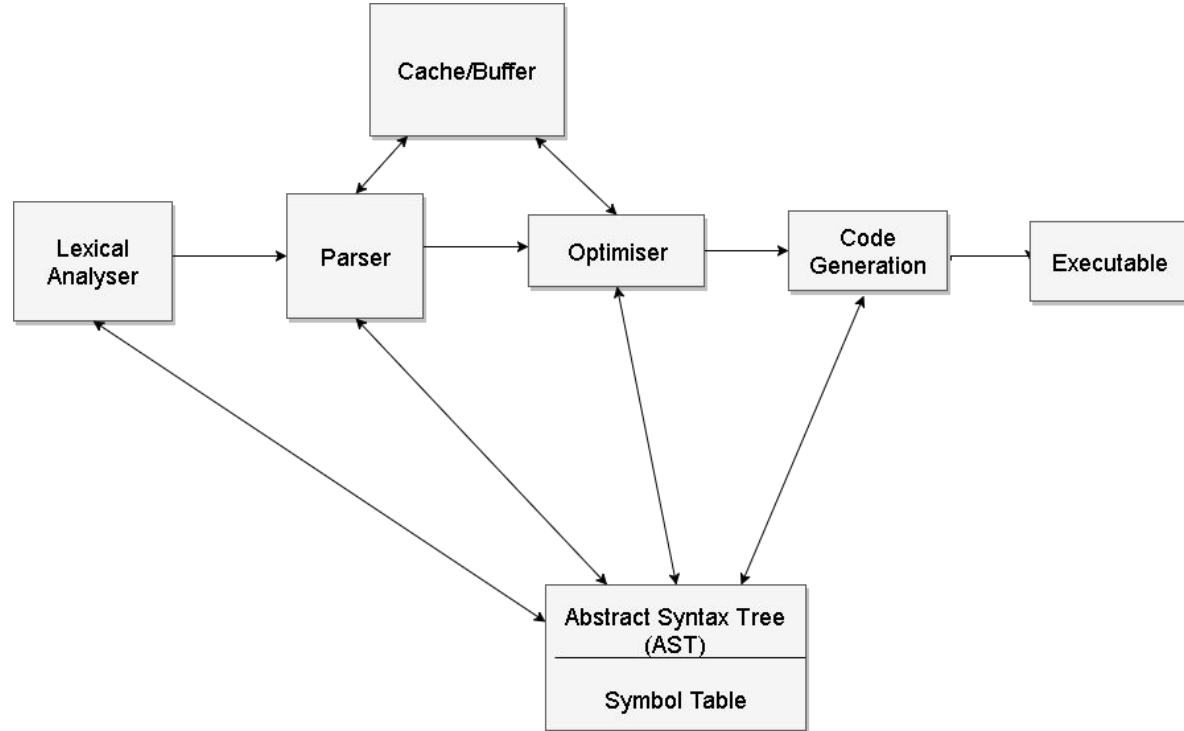 Cache/Buffer
Lexical
Analyser
Parser
Optimiser
Code
Generation
Executable
Abstract Syntax Tree
(AST)
Symbol Table